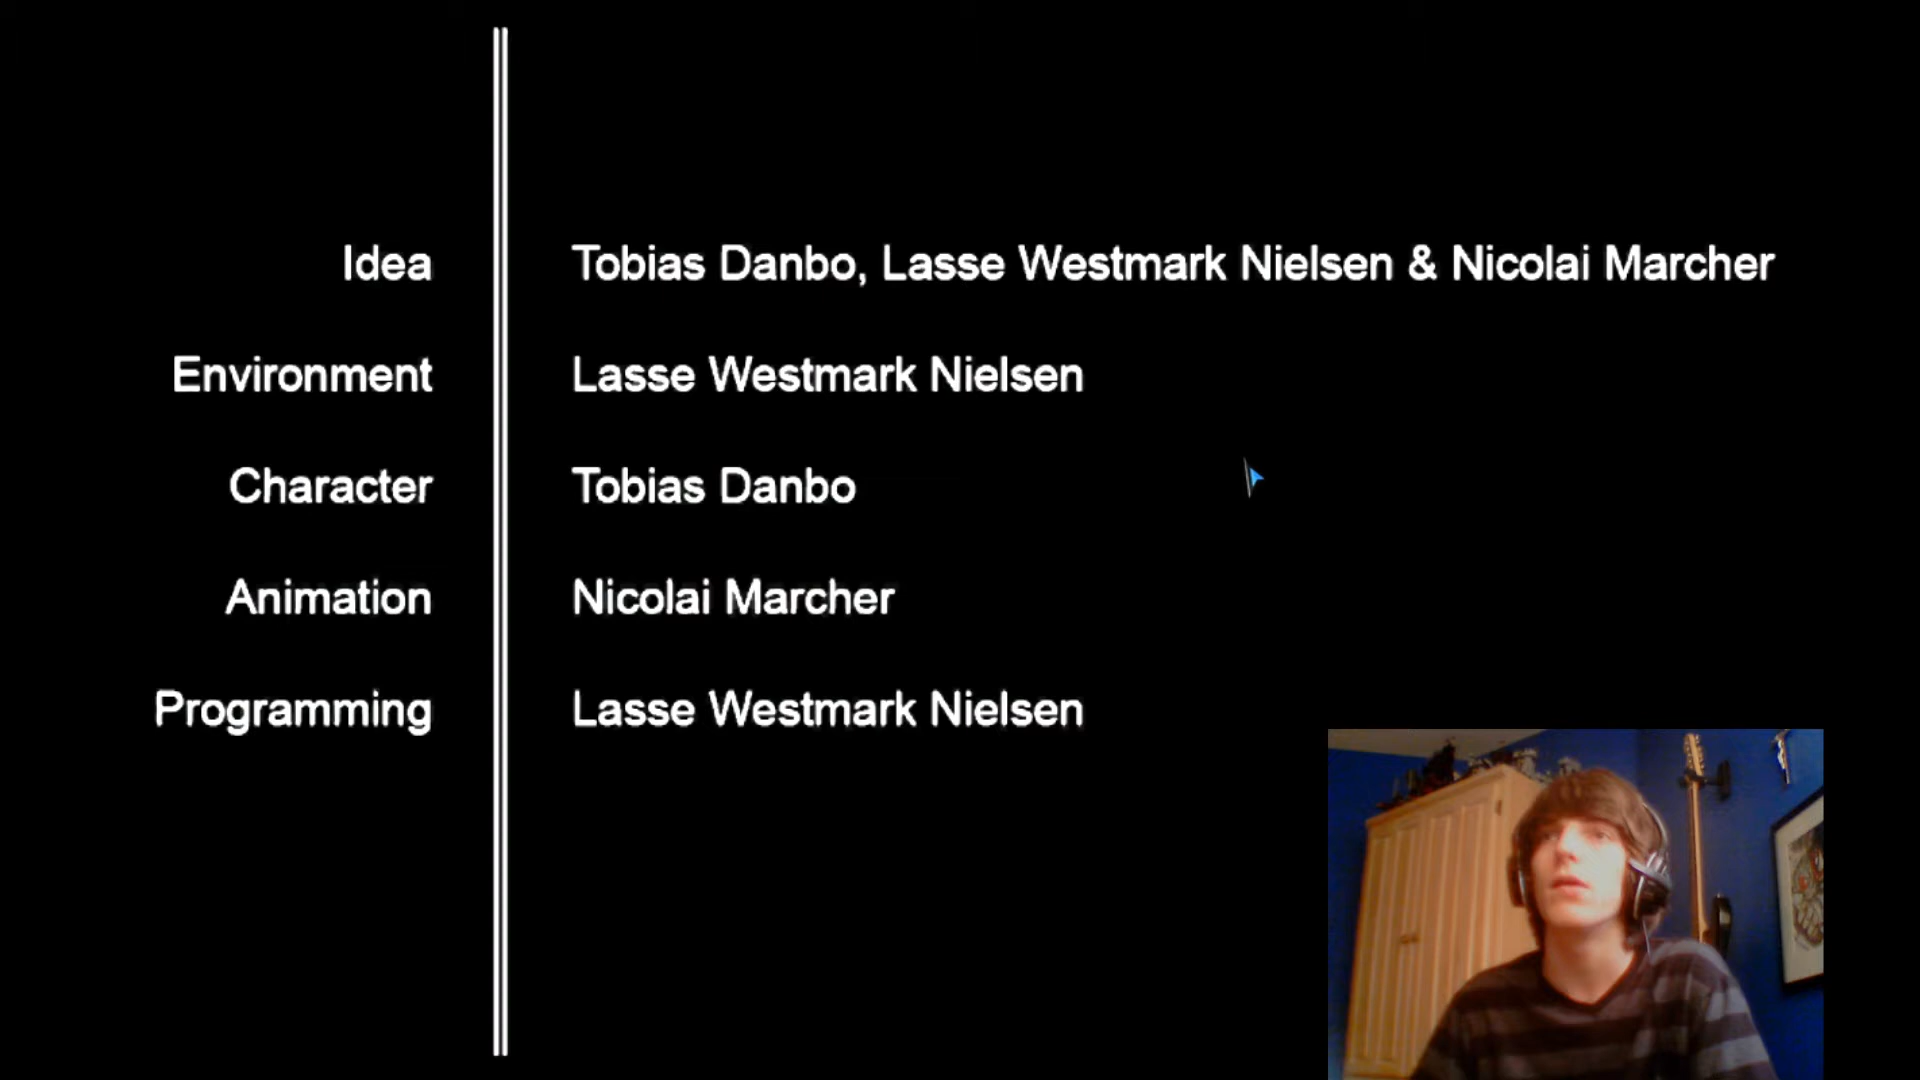 Idea Tobias Danbo, Lasse Westmark Nielsen & Nicolai Marcher
Environment Lasse Westmark Nielsen
Character Tobias Danbo
Animation Nicolai Marcher
Programming Lasse Westmark Nielsen